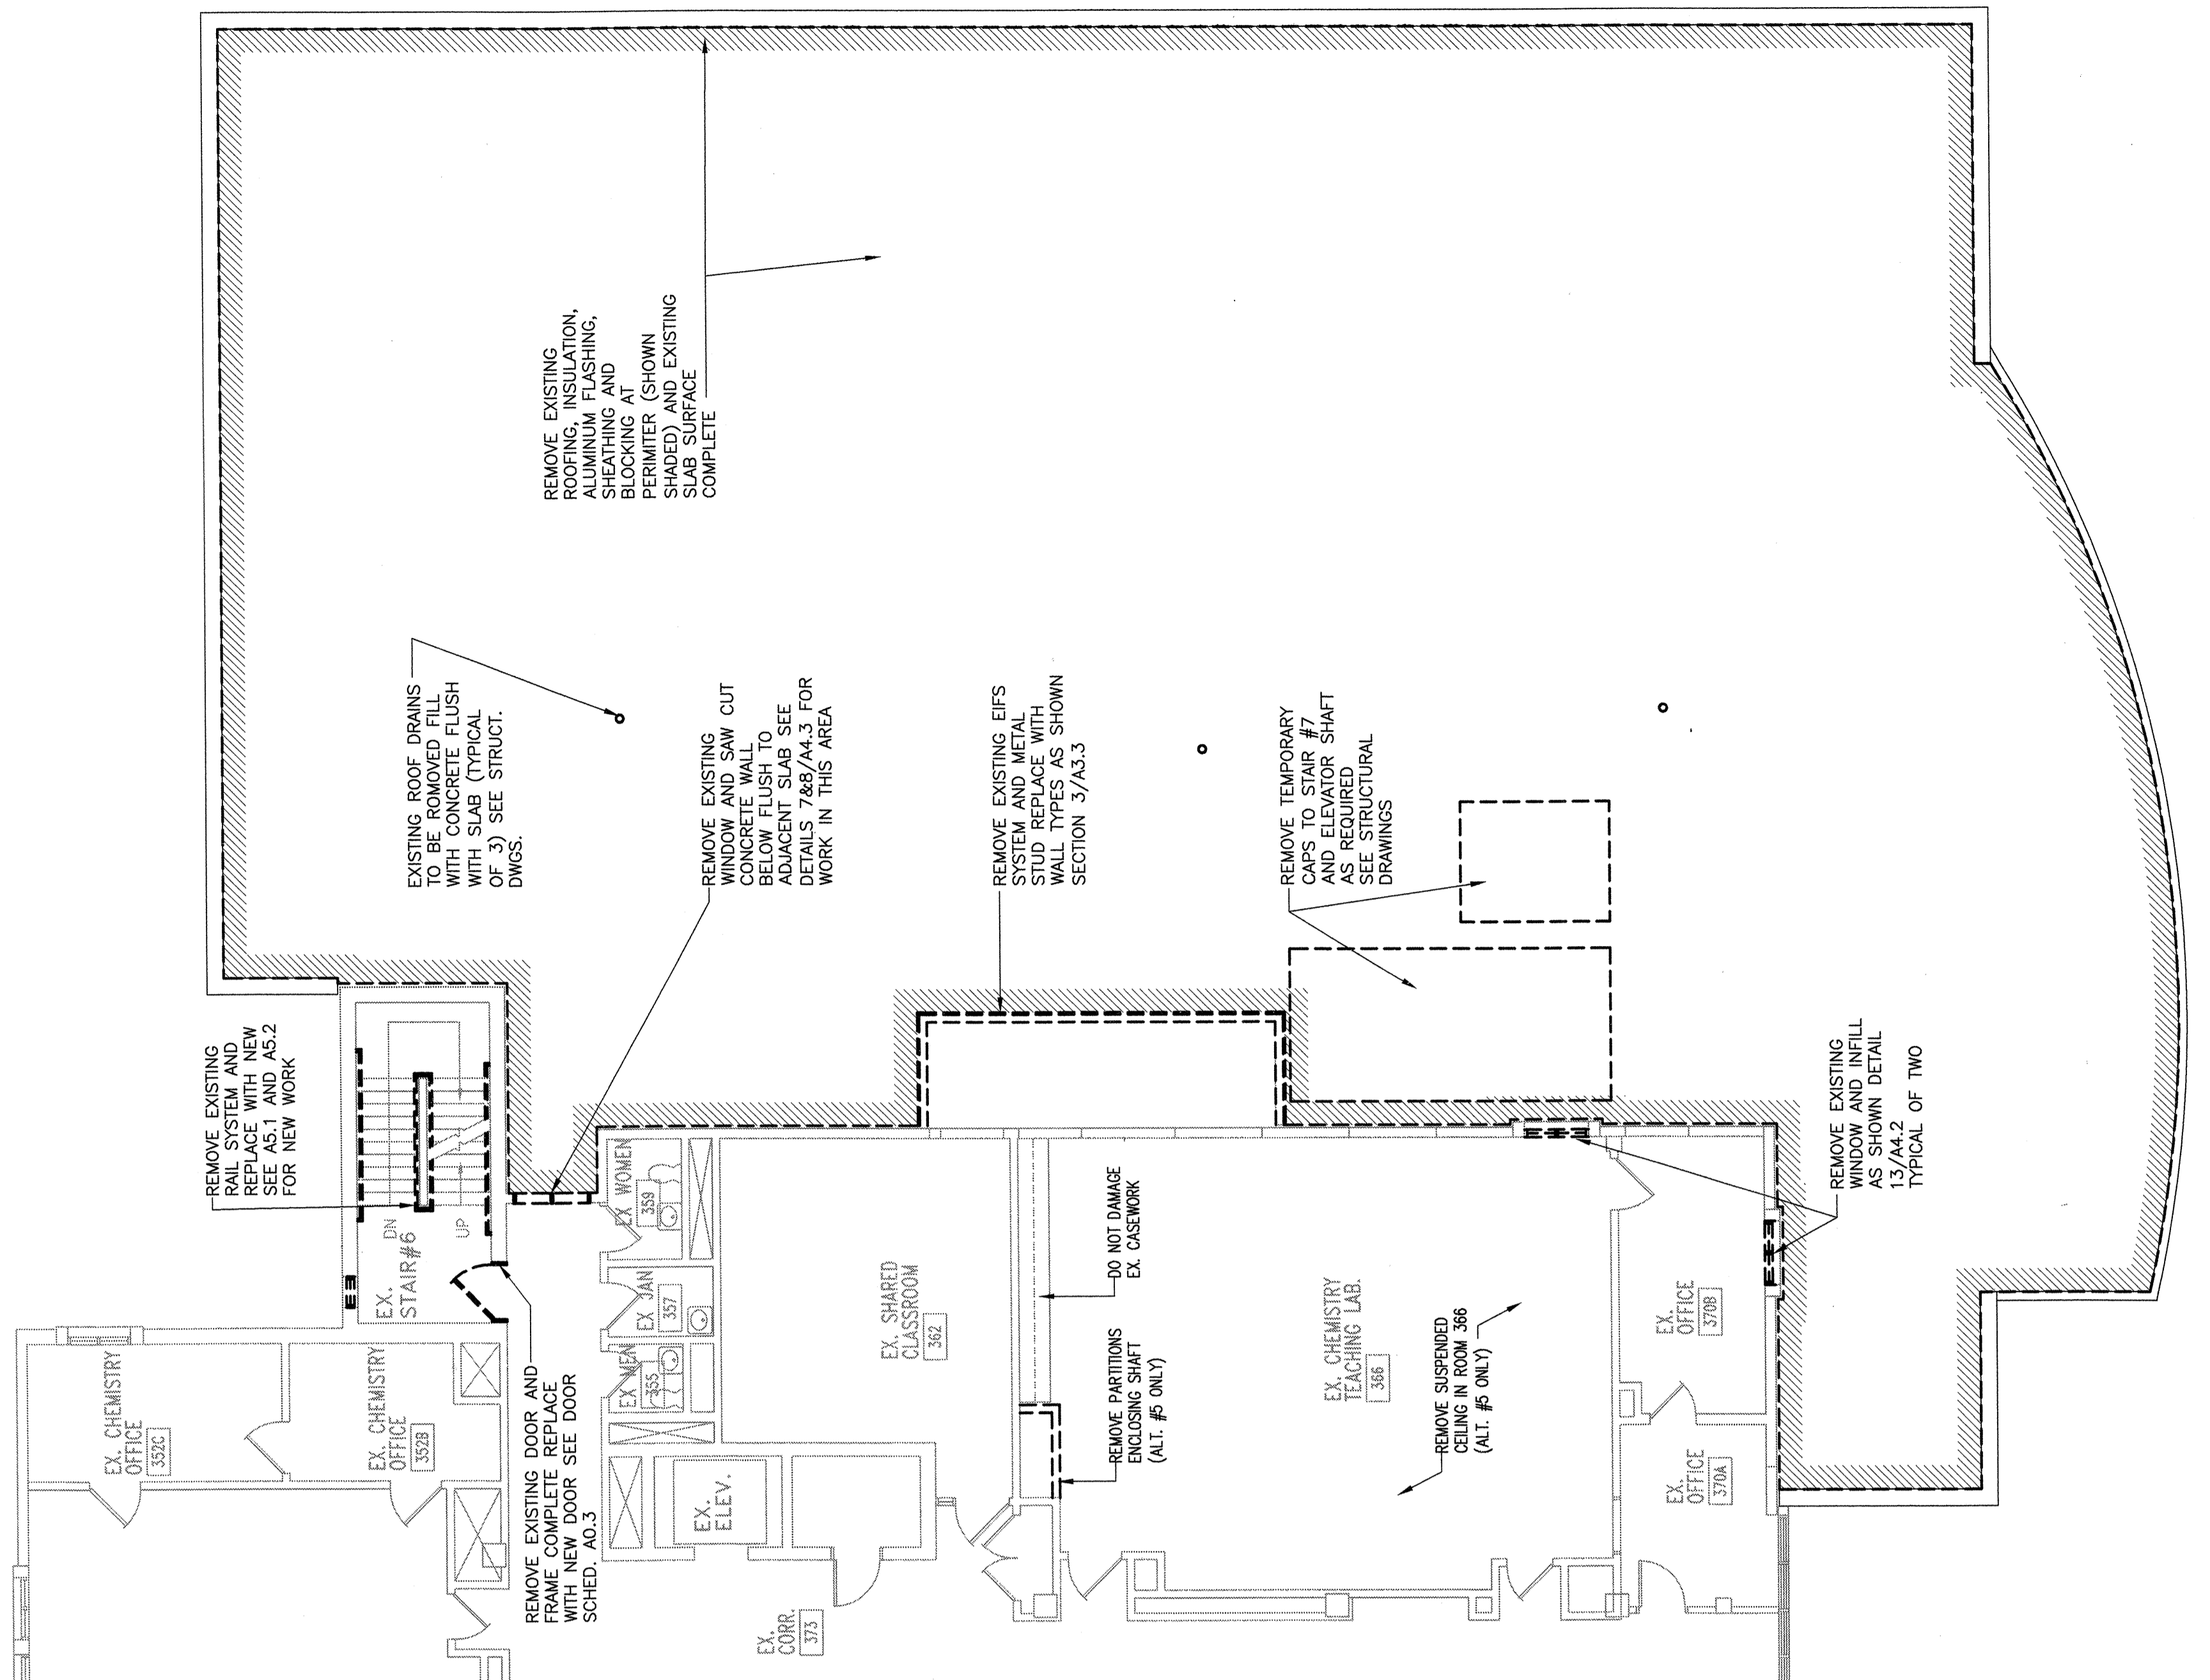 REMOVE EXISTING
RAIL SYSTEM AND
REPLACE WITH NEW
SEE A5.1 AND A5.2
FOR NEW WORK
EXISTING ROOF DRAINS
TO BE ROMOVED FILL
WITH CONCRETE FLUSH
WITH SLAB (TYPICAL
OF 3) SEE STRUCT.
DWGS.
REMOVE EXISTING
ROOFING, INSULATION,
ALUMINUM FLASHING,
SHEATHING AND
BLOCKING AT
PERIMITER (SHOWN
SHADED) AND EXISTING
SLAB SURFACE
COMPLETE
REMOVE EXISTING
WINDOW AND SAW CUT
CONCRETE WALL
BELOW FLUSH TO
ADJACENT SLAB SEE
DETAILS 7&8/A4.3 FOR
WORK IN THIS AREA
REMOVE EXISTING EIFS
SYSTEM AND METAL
STUD REPLACE WITH
WALL TYPES AS SHOWN
SECTION 3/A3.3
REMOVE TEMPORARY
CAPS TO STAIR #7
AND ELEVATOR SHAFT
AS REQUIRED
SEE STRUCTURAL
DRAWINGS
REMOVE EXISTING
WINDOW AND INFILL
AS SHOWN DETAIL
13/A4.2
TYPICAL OF TWO
EX. CHEMISTRY
OFFICE
352C
EX. CHEMISTRY
OFFICE
352B
EX.
STAIR#6
DN
UP
REMOVE EXISTING DOOR AND
FRAME COMPLETE REPLACE
WITH NEW DOOR SEE DOOR
SCHED. A0.3
EX WOMEN
359
EX JAN
357
EX MEN
355
EX.
ELEV.
EX.
CORR.
373
EX. SHARED
CLASSROOM
362
DO NOT DAMAGE
EX. CASEWORK
REMOVE PARTITIONS
ENCLOSING SHAFT
(ALT. #5 ONLY)
EX. CHEMISTRY
TEACHING LAB.
366
REMOVE SUSPENDED
CEILING IN ROOM 366
(ALT. #5 ONLY)
EX.
OFFICE
370B
EX.
OFFICE
370A